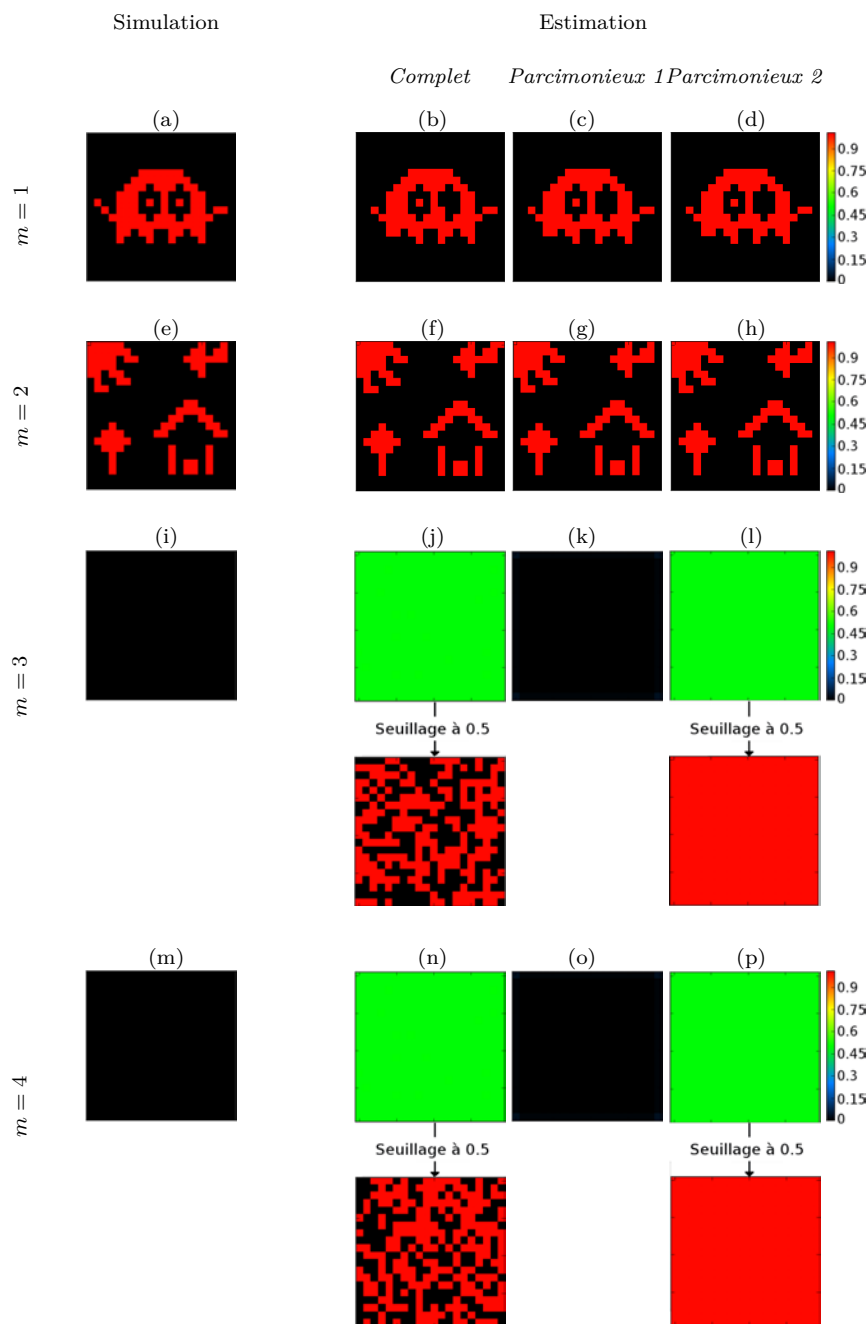 Simulation Estimation
Complet Parcimonieux 1 Parcimonieux 2
(a) (b) (c) (d)
m = 1
0.9
0.75
0.6
0.45
0.3
0.15
0
(e) (f) (g) (h)
m = 2
0.9
0.75
0.6
0.45
0.3
0.15
0
(i) (j) (k) (l)
m = 3
0.9
0.75
0.6
0.45
0.3
0.15
0
Seuillage à 0.5 Seuillage à 0.5
(m) (n) (o) (p)
m = 4
0.9
0.75
0.6
0.45
0.3
0.15
0
Seuillage à 0.5 Seuillage à 0.5